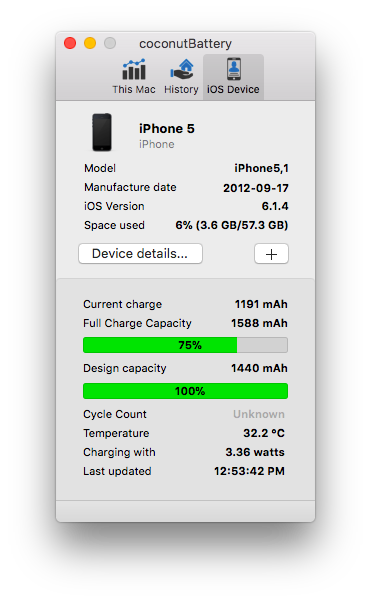 coconutBattery
This Mac History iOS Device
iPhone 5
iPhone
Model iPhone5,1
Manufacture date 2012-09-17
iOS Version 6.1.4
Space used 6% (3.6 GB/57.3 GB)
Device details... +
Current charge 1191 mAh
Full Charge Capacity 1588 mAh
75%
Design capacity 1440 mAh
100%
Cycle Count Unknown
Temperature 32.2 °C
Charging with 3.36 watts
Last updated 12:53:42 PM